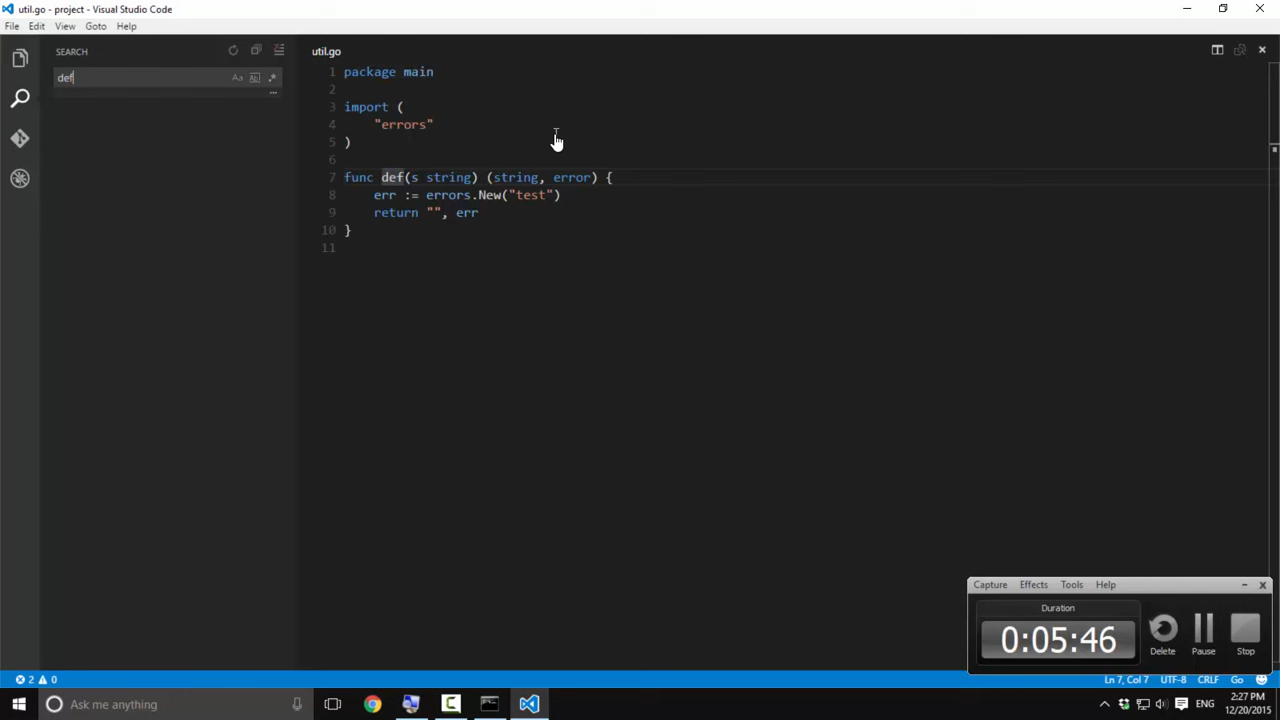 util.go - project - Visual Studio Code
File Edit View Goto Help
SEARCH
def
Aa Ab .*
...
util.go
1 package main
2
3 import (
4 "errors"
5 )
6
7 func def(s string) (string, error) {
8 err := errors.New("test")
9 return "", err
10 }
11
Capture Effects Tools Help
Duration
0:05:46
Delete Pause Stop
2 0
Ln 7, Col 7 UTF-8 CRLF Go
Ask me anything
ENG
2:27 PM
12/20/2015